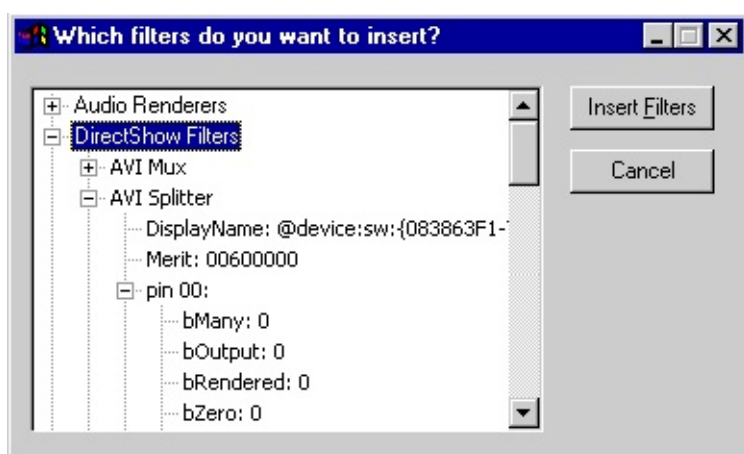 Which filters do you want to insert?
Audio Renderers
DirectShow Filters
AVI Mux
AVI Splitter
DisplayName: @device:sw:{083863F1-
Merit: 00600000
pin 00:
bMany: 0
bOutput: 0
bRendered: 0
bZero: 0
Insert Filters
Cancel